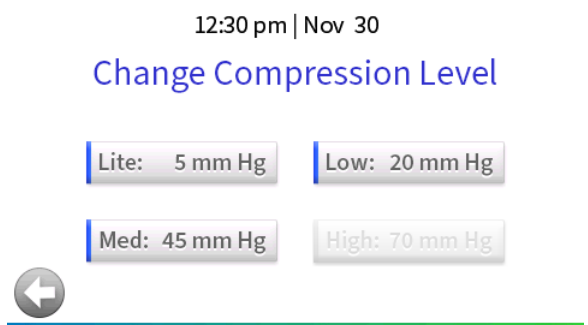 12:30 pm | Nov 30
Change Compression Level
Lite: 5 mm Hg
Low: 20 mm Hg
Med: 45 mm Hg
High: 70 mm Hg